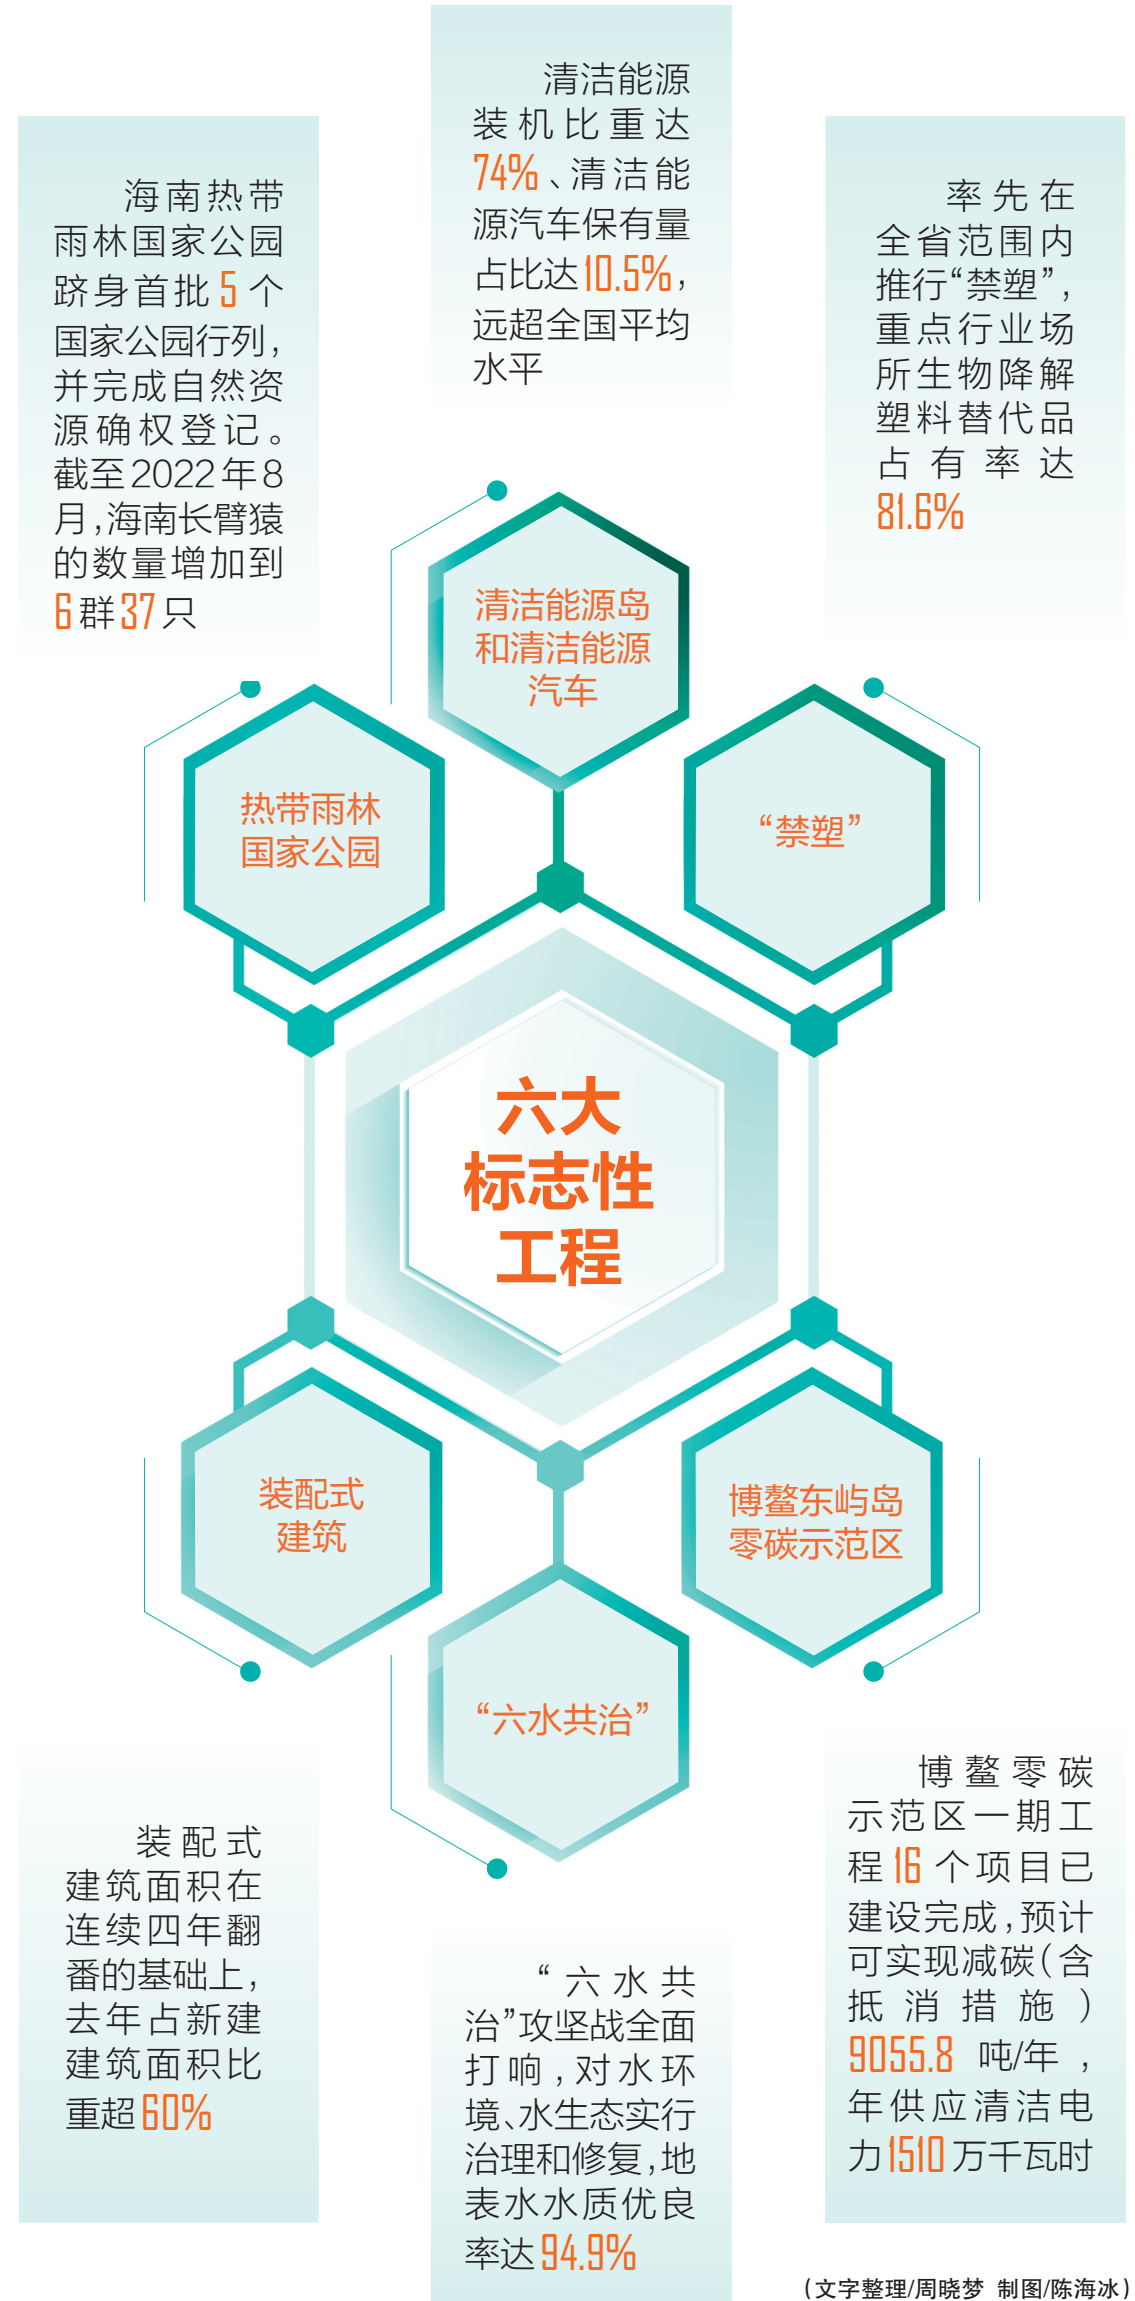 清洁能源
装机比重达
74%、清洁能
源汽车保有量
占比达10.5%，
远超全国平均
水平
海南热带
雨林国家公园
跻身首批5个
国家公园行列，
并完成自然资
源确权登记。
截至2022年8
月，海南长臂猿
的数量增加到
6群37只
率先在
全省范围内
推行“禁塑”，
重点行业场
所生物降解
塑料替代品
占有率达
81.6%
清洁能源岛
和清洁能源
汽车
热带雨林
国家公园
“禁塑”
六大
标志性
工程
装配式
建筑
博鳌东屿岛
零碳示范区
“六水共治”
装配式
建筑面积在
连续四年翻
番的基础上，
去年占新建
建筑面积比
重超60%
“六水共
治”攻坚战全面
打响，对水环
境、水生态实行
治理和修复，地
表水水质优良
率达94.9%
博鳌零碳
示范区一期工
程16个项目已
建设完成，预计
可实现减碳（含
抵消措施）
9055.8吨/年，
年供应清洁电
力1510万千瓦时
（文字整理/周晓梦 制图/陈海冰）